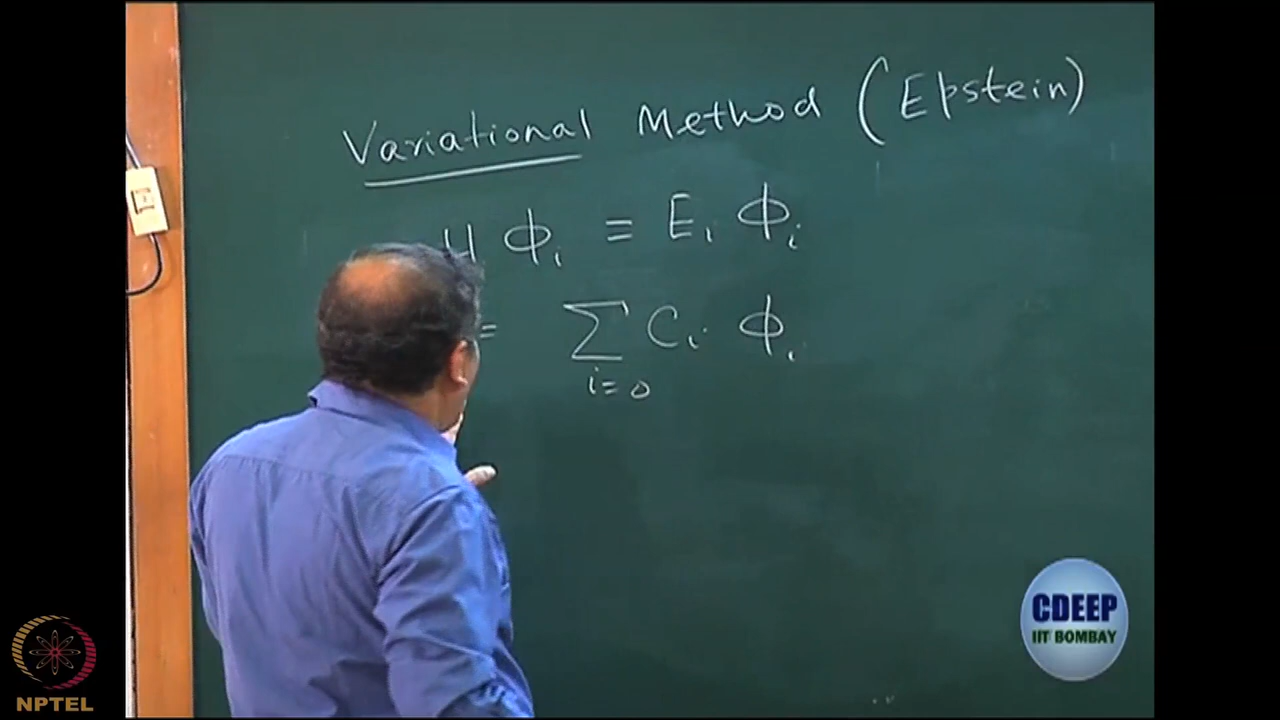 Variational Method (Epstein)
H ϕᵢ ≡ Eᵢ ϕᵢ
= ∑ Cᵢ ϕᵢ
i=0
CDEEP
IIT BOMBAY
NPTEL